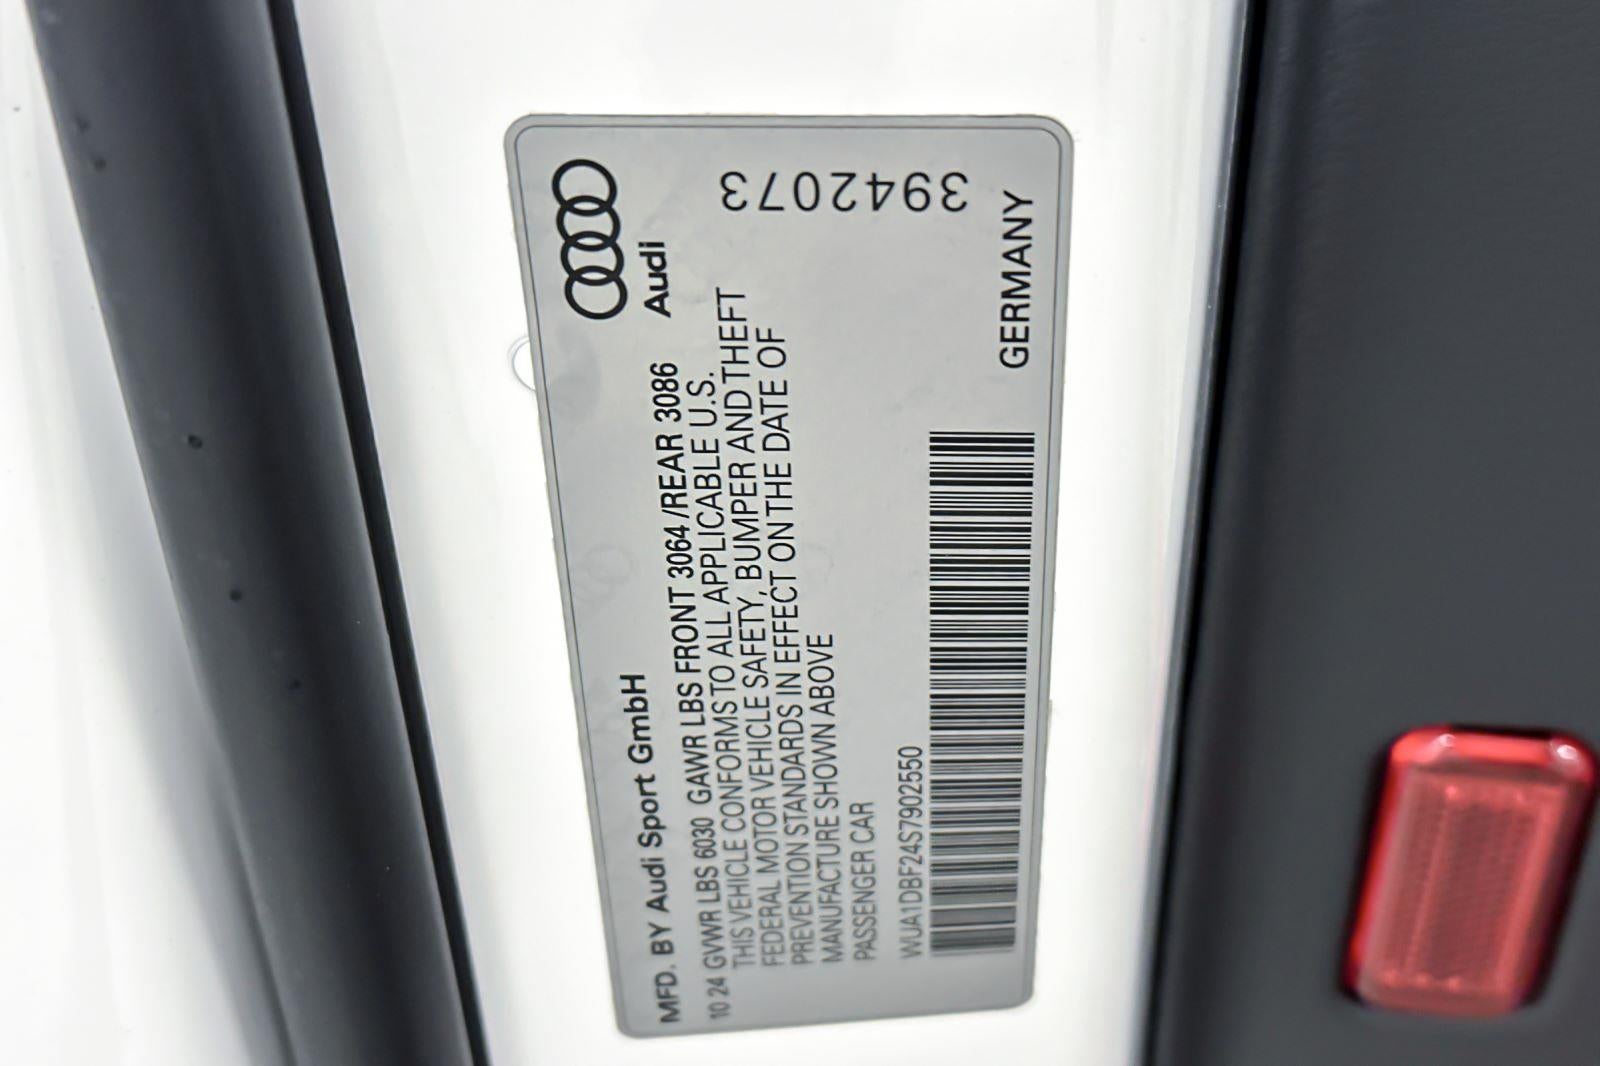 Audi
MFD. BY Audi Sport GmbH
10 24 GVWR LBS 6030 GAWR LBS FRONT 3064 /REAR 3086
THIS VEHICLE CONFORMS TO ALL APPLICABLE U.S.
FEDERAL MOTOR VEHICLE SAFETY, BUMPER AND THEFT
PREVENTION STANDARDS IN EFFECT ON THE DATE OF
MANUFACTURE SHOWN ABOVE
PASSENGER CAR
WUA1DBF24S7902550
GERMANY
3942073